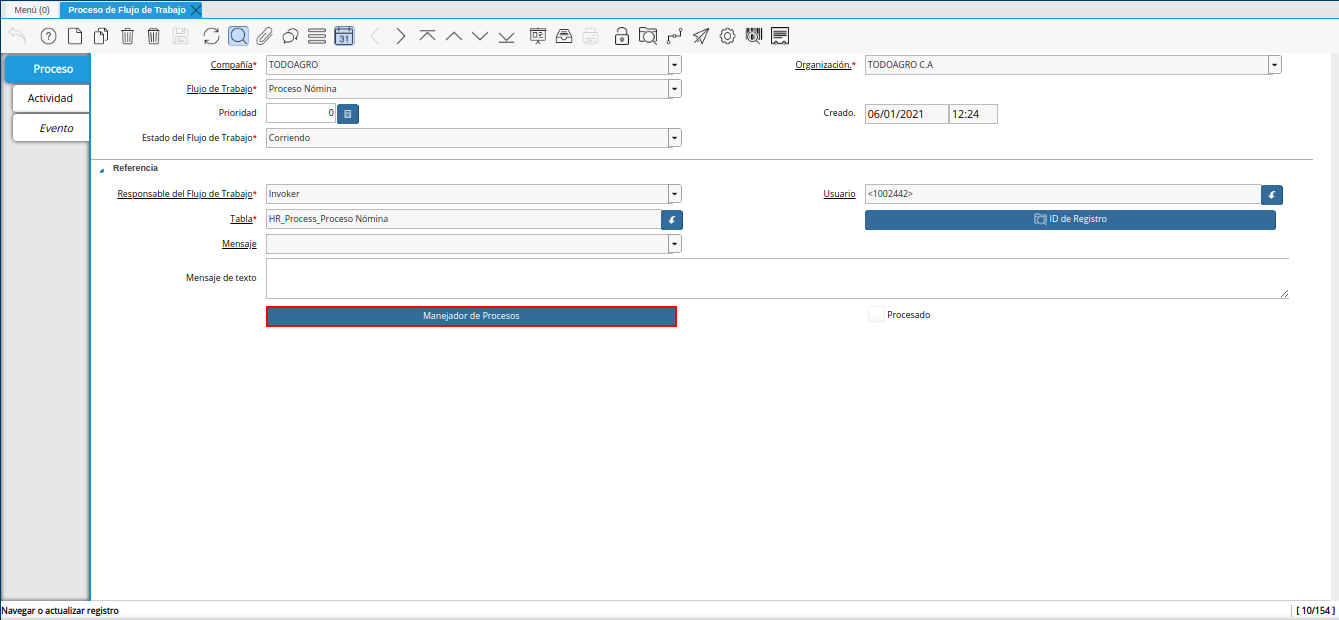 Menú (0) Proceso de Flujo de Trabajo
31
Proceso
Actividad
Evento
Compañía* TODOAGRO Organización.* TODOAGRO C.A
Flujo de Trabajo* Proceso Nómina
Prioridad 0 Creado. 06/01/2021 12:24
Estado del Flujo de Trabajo* Corriendo
Referencia
Responsable del Flujo de Trabajo* Invoker Usuario <1002442>
Tabla* HR_Process_Proceso Nómina ID de Registro
Mensaje
Mensaje de texto
Manejador de Procesos Procesado
Navegar o actualizar registro [ 10/154 ]